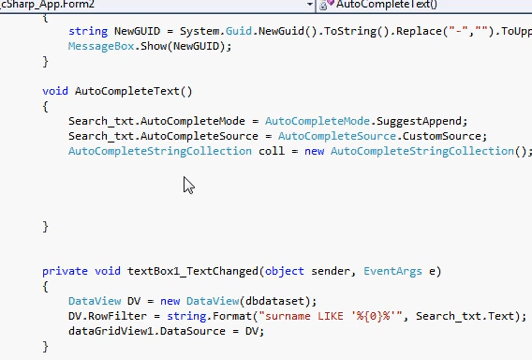 _cSharp_App.Form2 AutoCompleteText()
{
string NewGUID = System.Guid.NewGuid().ToString().Replace("-","").ToUpp
MessageBox.Show(NewGUID);
}
void AutoCompleteText()
{
Search_txt.AutoCompleteMode = AutoCompleteMode.SuggestAppend;
Search_txt.AutoCompleteSource = AutoCompleteSource.CustomSource;
AutoCompleteStringCollection coll = new AutoCompleteStringCollection();
}
private void textBox1_TextChanged(object sender, EventArgs e)
{
DataView DV = new DataView(dbdataset);
DV.RowFilter = string.Format("surname LIKE '%{0}%'", Search_txt.Text);
dataGridView1.DataSource = DV;
}